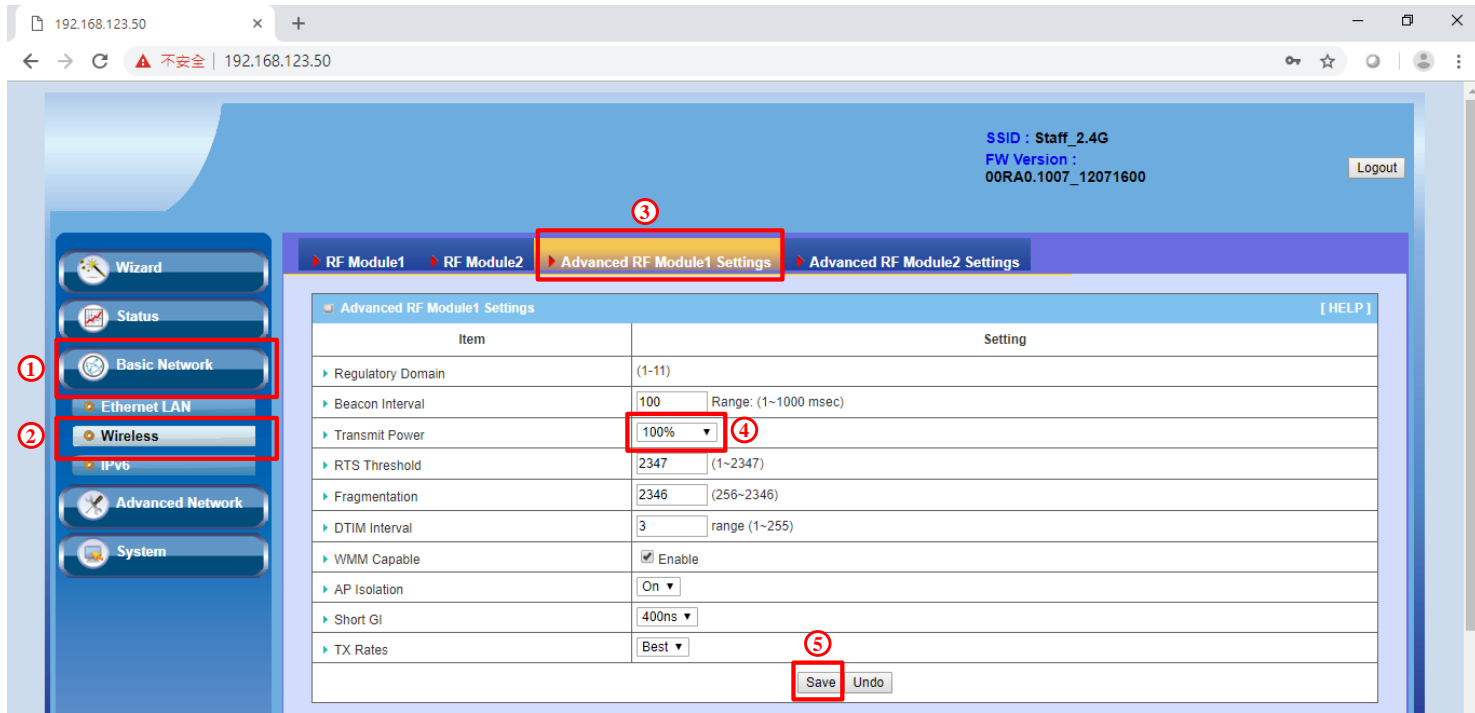 192.168.123.50
不安全 | 192.168.123.50
SSID : Staff_2.4G
FW Version :
00RA0.1007_12071600
Logout
③
RF Module1 RF Module2 Advanced RF Module1 Settings Advanced RF Module2 Settings
Wizard
Status
① Basic Network
Ethernet LAN
② Wireless
IPv6
Advanced Network
System
Advanced RF Module1 Settings [ HELP ]
Item Setting
Regulatory Domain (1-11)
Beacon Interval 100 Range: (1~1000 msec)
Transmit Power 100% ④
RTS Threshold 2347 (1~2347)
Fragmentation 2346 (256~2346)
DTIM Interval 3 range (1~255)
WMM Capable Enable
AP Isolation On
Short GI 400ns
TX Rates Best
⑤
Save Undo